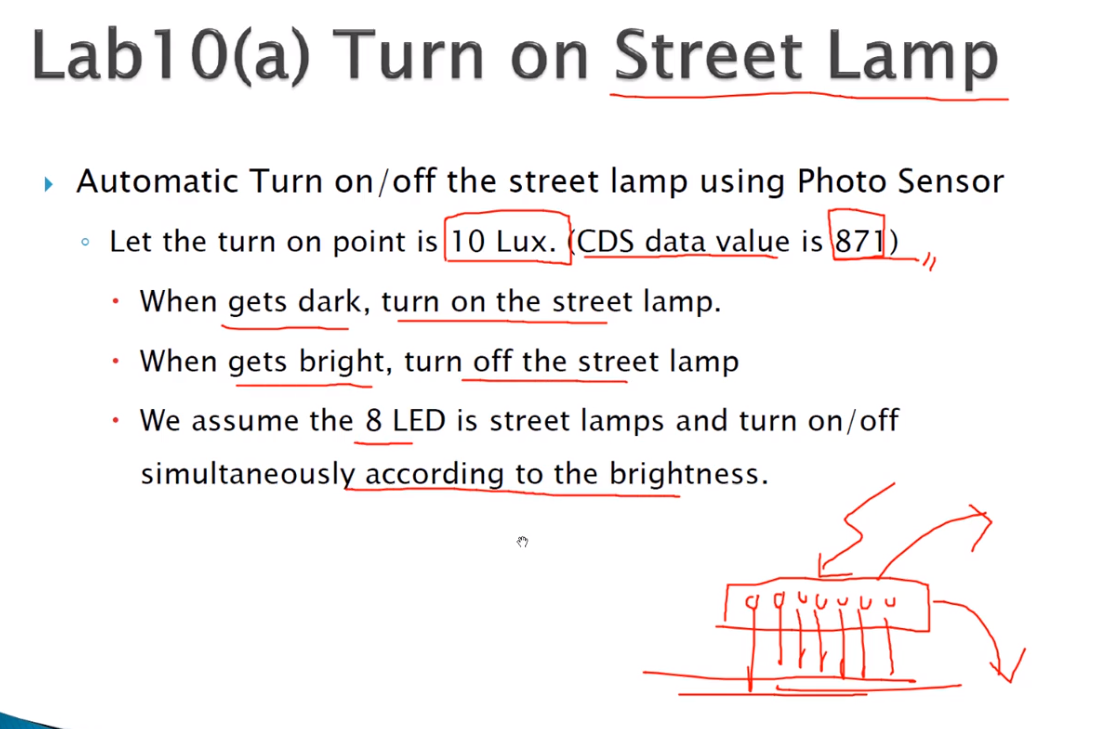 Lab10(a) Turn on Street Lamp
Automatic Turn on/off the street lamp using Photo Sensor
Let the turn on point is 10 Lux. (CDS data value is 871)
When gets dark, turn on the street lamp.
When gets bright, turn off the street lamp
We assume the 8 LED is street lamps and turn on/off
simultaneously according to the brightness.